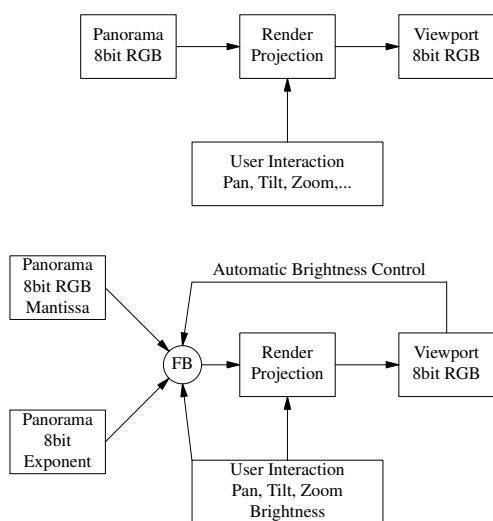 Panorama
8bit RGB
Render
Projection
Viewport
8bit RGB
User Interaction
Pan, Tilt, Zoom,...
Panorama
8bit RGB
Mantissa
Automatic Brightness Control
FB
Render
Projection
Viewport
8bit RGB
Panorama
8bit
Exponent
User Interaction
Pan, Tilt, Zoom
Brightness